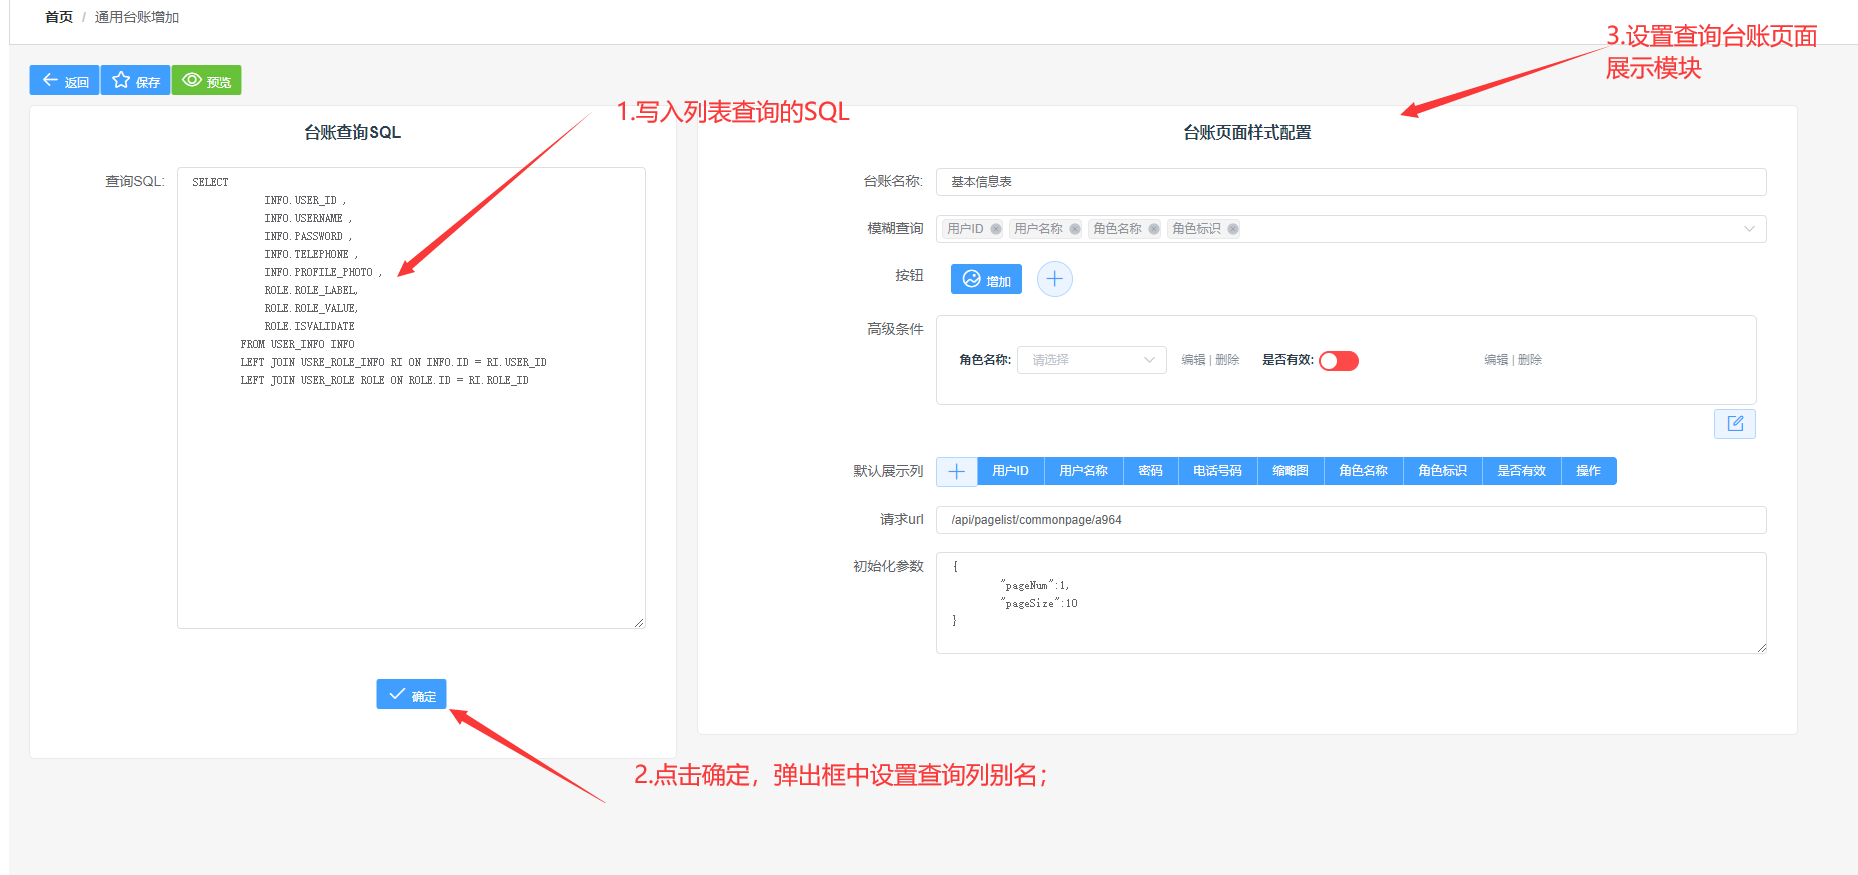 首页 / 通用台账增加
返回
保存
预览
1.写入列表查询的SQL
3.设置查询台账页面
展示模块
台账查询SQL
查询SQL:
SELECT
INFO.USER_ID ,
INFO.USERNAME ,
INFO.PASSWORD ,
INFO.TELEPHONE ,
INFO.PROFILE_PHOTO ,
ROLE.ROLE_LABEL,
ROLE.ROLE_VALUE,
ROLE.ISVALIDATE
FROM USER_INFO INFO
LEFT JOIN USRE_ROLE_INFO RI ON INFO.ID = RI.USER_ID
LEFT JOIN USER_ROLE ROLE ON ROLE.ID = RI.ROLE_ID
确定
2.点击确定，弹出框中设置查询列别名；
台账页面样式配置
台账名称: 基本信息表
模糊查询 用户ID 用户名称 角色名称 角色标识
按钮 增加
高级条件
角色名称: 请选择 编辑 | 删除 是否有效: 编辑 | 删除
默认展示列 用户ID 用户名称 密码 电话号码 缩略图 角色名称 角色标识 是否有效 操作
请求url /api/pagelist/commonpage/a964
初始化参数
{
"pageNum":1,
"pageSize":10
}